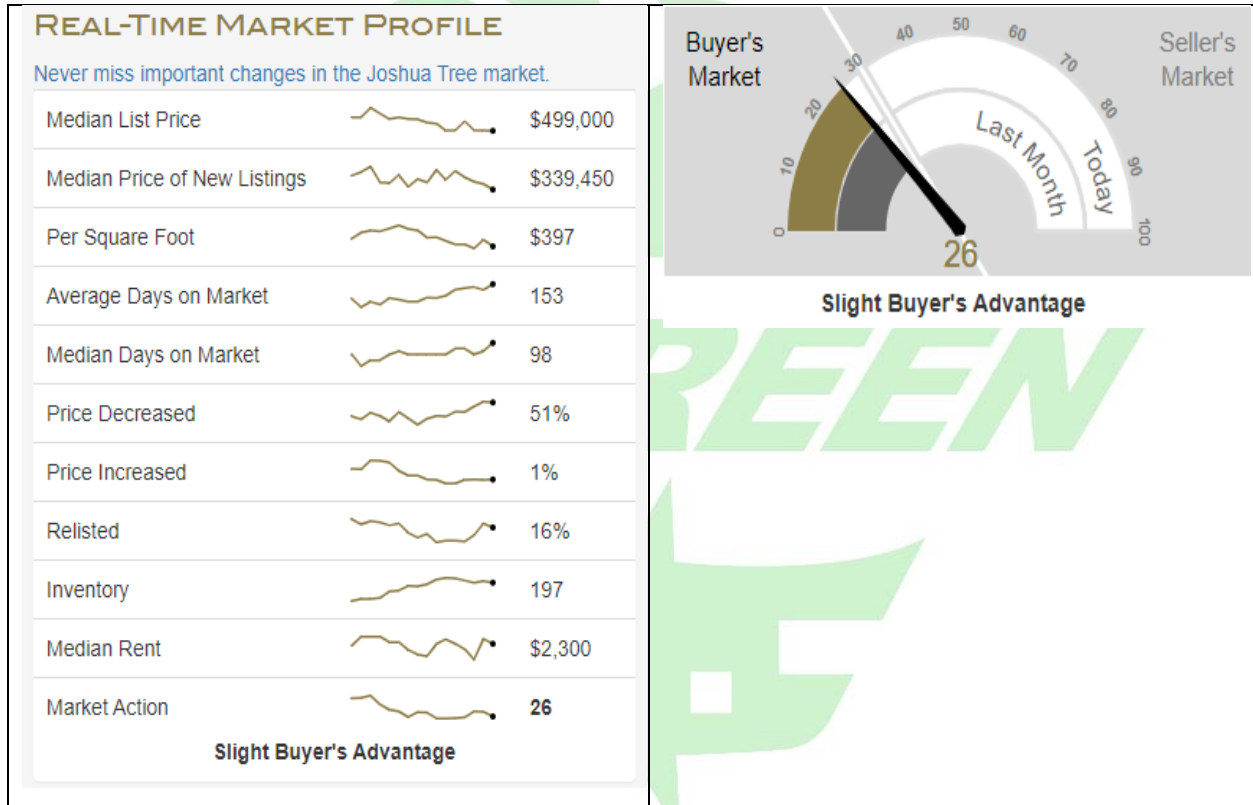 REAL-TIME MARKET PROFILE
Never miss important changes in the Joshua Tree market.
Median List Price $499,000
Median Price of New Listings $339,450
Per Square Foot $397
Average Days on Market 153
Median Days on Market 98
Price Decreased 51%
Price Increased 1%
Relisted 16%
Inventory 197
Median Rent $2,300
Market Action 26
Slight Buyer's Advantage
Buyer's
Market
Seller's
Market
0
10
20
30
40
50
60
70
80
90
100
Last Month
Today
26
Slight Buyer's Advantage
REEN